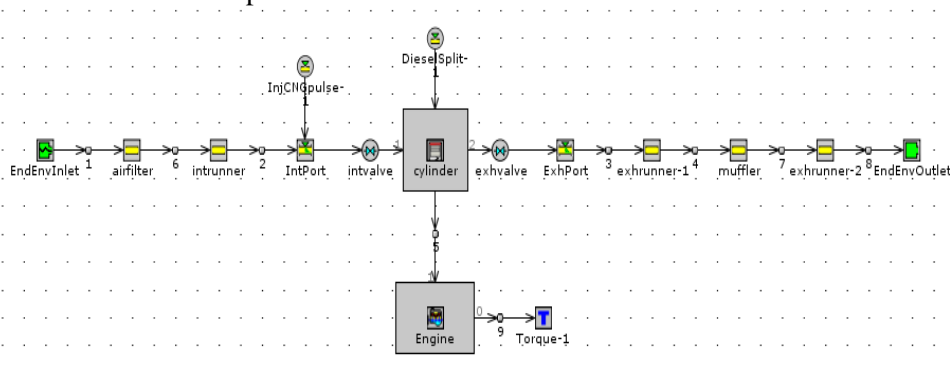 DieselSplit-
1
InjCNGpulse-
1
1 2
EndEnvInlet 1 airfilter 6 intrunner 2 IntPort intvalve cylinder exhvalve ExhPort 3 exhrunner-1 4 muffler 7 exhrunner-2 8 EndEnvOutlet
5
1
0
Engine 9 Torque-1
T